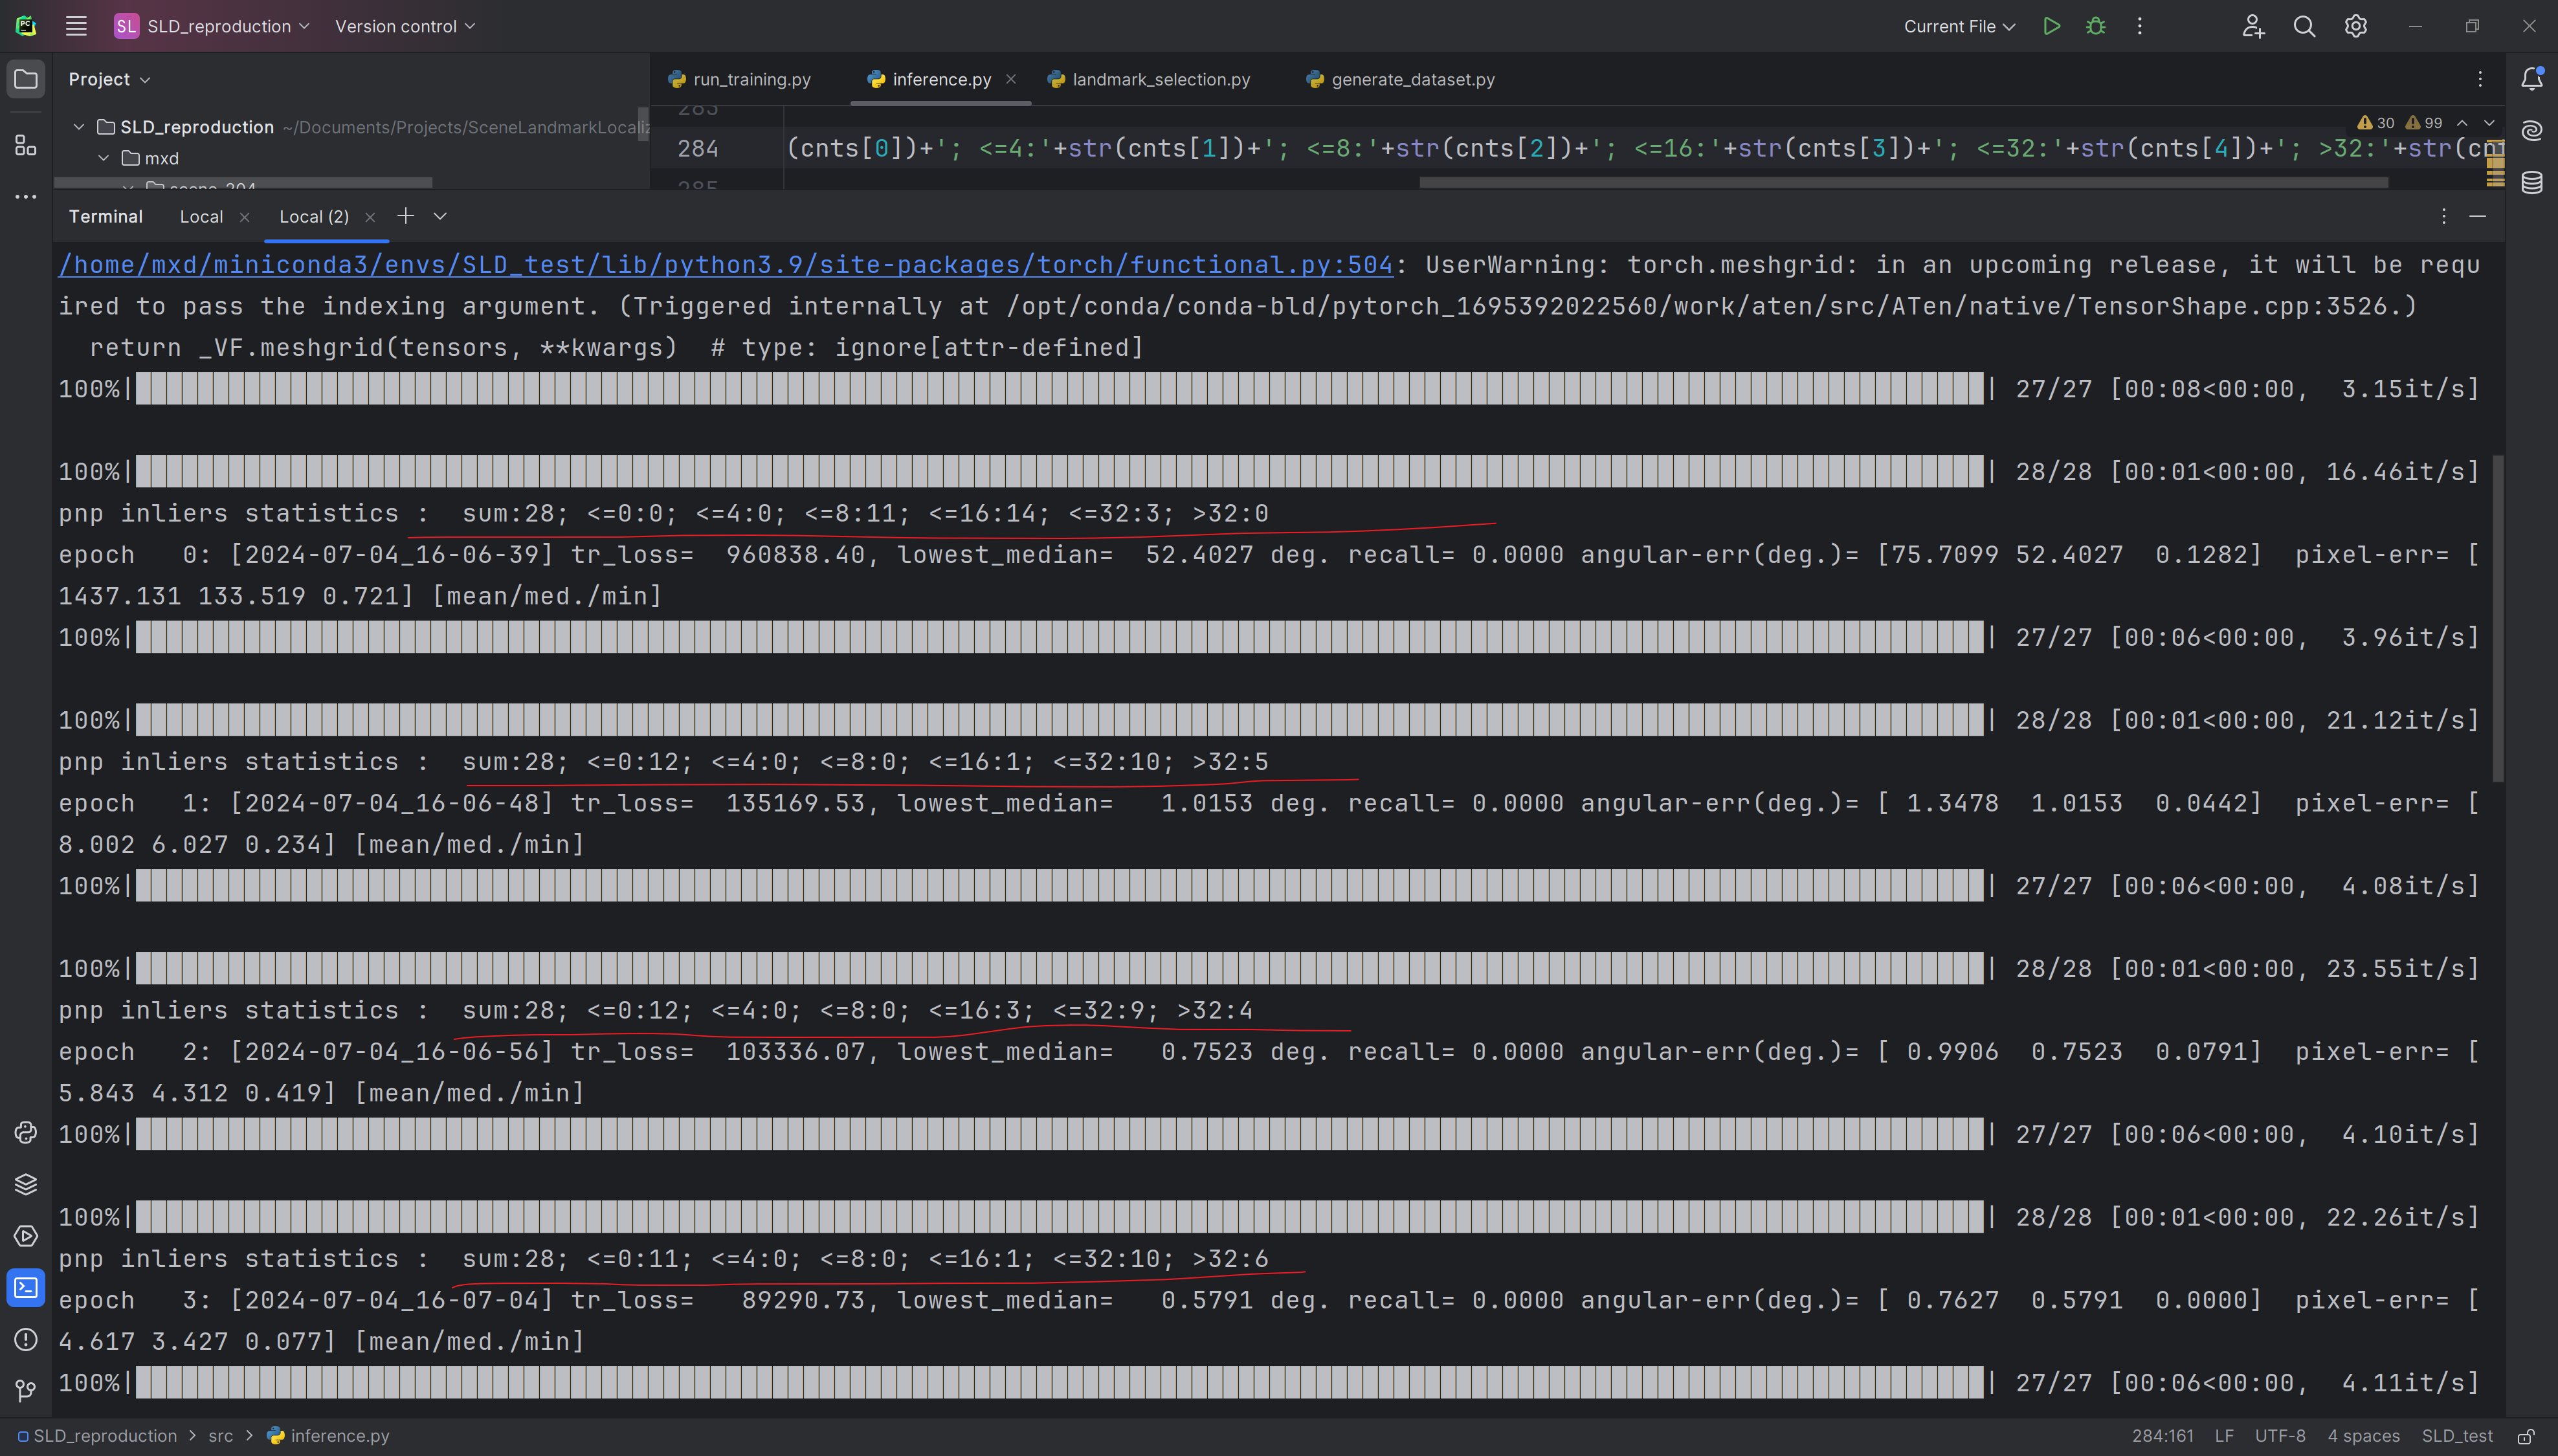 SL SLD_reproduction Version control Current File
Project run_training.py inference.py landmark_selection.py generate_dataset.py
SLD_reproduction ~/Documents/Projects/SceneLandmarkLocaliz
mxd
284 (cnts[0])+'; <=4:'+str(cnts[1])+'; <=8:'+str(cnts[2])+'; <=16:'+str(cnts[3])+'; <=32:'+str(cnts[4])+'; >32:'+str(cnt
30 99
scene_204
285
Terminal Local Local (2)
/home/mxd/miniconda3/envs/SLD_test/lib/python3.9/site-packages/torch/functional.py:504: UserWarning: torch.meshgrid: in an upcoming release, it will be requ
ired to pass the indexing argument. (Triggered internally at /opt/conda/conda-bld/pytorch_1695392022560/work/aten/src/ATen/native/TensorShape.cpp:3526.)
return _VF.meshgrid(tensors, **kwargs)  # type: ignore[attr-defined]
100%| | 27/27 [00:08<00:00,  3.15it/s]
100%| | 28/28 [00:01<00:00, 16.46it/s]
pnp inliers statistics :  sum:28; <=0:0; <=4:0; <=8:11; <=16:14; <=32:3; >32:0
epoch   0: [2024-07-04_16-06-39] tr_loss=  960838.40, lowest_median=  52.4027 deg. recall= 0.0000 angular-err(deg.)= [75.7099 52.4027  0.1282]  pixel-err= [
1437.131 133.519 0.721] [mean/med./min]
100%| | 27/27 [00:06<00:00,  3.96it/s]
100%| | 28/28 [00:01<00:00, 21.12it/s]
pnp inliers statistics :  sum:28; <=0:12; <=4:0; <=8:0; <=16:1; <=32:10; >32:5
epoch   1: [2024-07-04_16-06-48] tr_loss=  135169.53, lowest_median=   1.0153 deg. recall= 0.0000 angular-err(deg.)= [ 1.3478  1.0153  0.0442]  pixel-err= [
8.002 6.027 0.234] [mean/med./min]
100%| | 27/27 [00:06<00:00,  4.08it/s]
100%| | 28/28 [00:01<00:00, 23.55it/s]
pnp inliers statistics :  sum:28; <=0:12; <=4:0; <=8:0; <=16:3; <=32:9; >32:4
epoch   2: [2024-07-04_16-06-56] tr_loss=  103336.07, lowest_median=   0.7523 deg. recall= 0.0000 angular-err(deg.)= [ 0.9906  0.7523  0.0791]  pixel-err= [
5.843 4.312 0.419] [mean/med./min]
100%| | 27/27 [00:06<00:00,  4.10it/s]
100%| | 28/28 [00:01<00:00, 22.26it/s]
pnp inliers statistics :  sum:28; <=0:11; <=4:0; <=8:0; <=16:1; <=32:10; >32:6
epoch   3: [2024-07-04_16-07-04] tr_loss=   89290.73, lowest_median=   0.5791 deg. recall= 0.0000 angular-err(deg.)= [ 0.7627  0.5791  0.0000]  pixel-err= [
4.617 3.427 0.077] [mean/med./min]
100%| | 27/27 [00:06<00:00,  4.11it/s]
SLD_reproduction > src > inference.py 284:161 LF UTF-8 4 spaces SLD_test